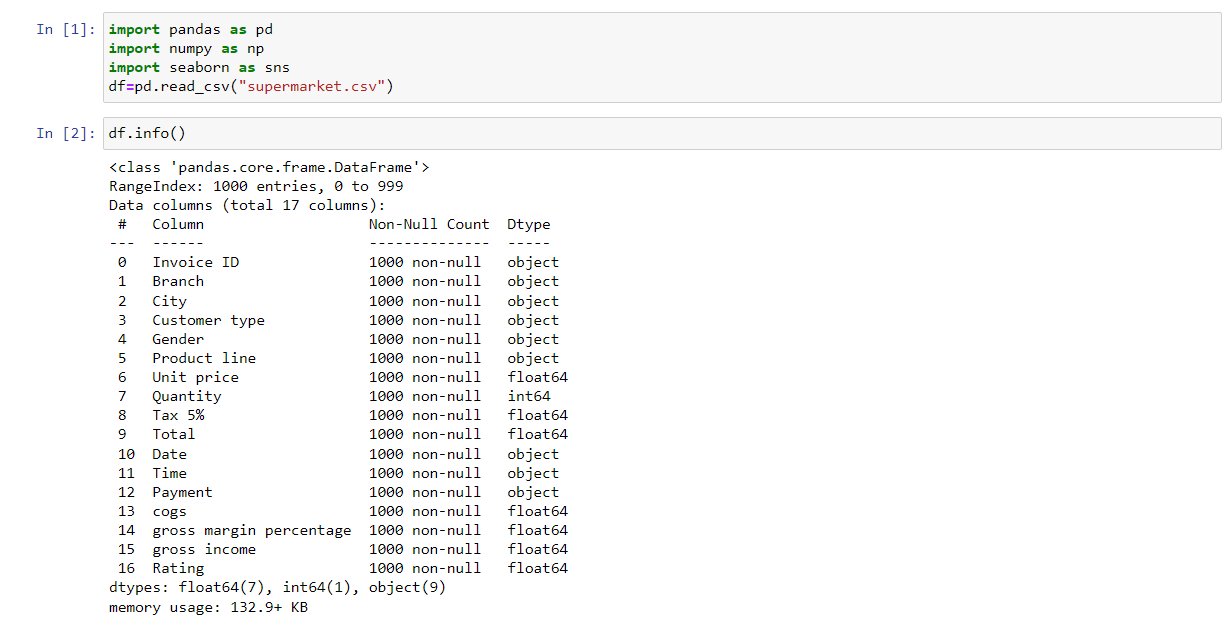 In [1]: import pandas as pd
import numpy as np
import seaborn as sns
df=pd.read_csv("supermarket.csv")
In [2]: df.info()
<class 'pandas.core.frame.DataFrame'>
RangeIndex: 1000 entries, 0 to 999
Data columns (total 17 columns):
 #   Column                   Non-Null Count  Dtype
---  ------                   --------------  -----
 0   Invoice ID               1000 non-null   object
 1   Branch                   1000 non-null   object
 2   City                     1000 non-null   object
 3   Customer type            1000 non-null   object
 4   Gender                   1000 non-null   object
 5   Product line             1000 non-null   object
 6   Unit price               1000 non-null   float64
 7   Quantity                 1000 non-null   int64
 8   Tax 5%                   1000 non-null   float64
 9   Total                    1000 non-null   float64
 10  Date                     1000 non-null   object
 11  Time                     1000 non-null   object
 12  Payment                  1000 non-null   object
 13  cogs                     1000 non-null   float64
 14  gross margin percentage  1000 non-null   float64
 15  gross income             1000 non-null   float64
 16  Rating                   1000 non-null   float64
dtypes: float64(7), int64(1), object(9)
memory usage: 132.9+ KB